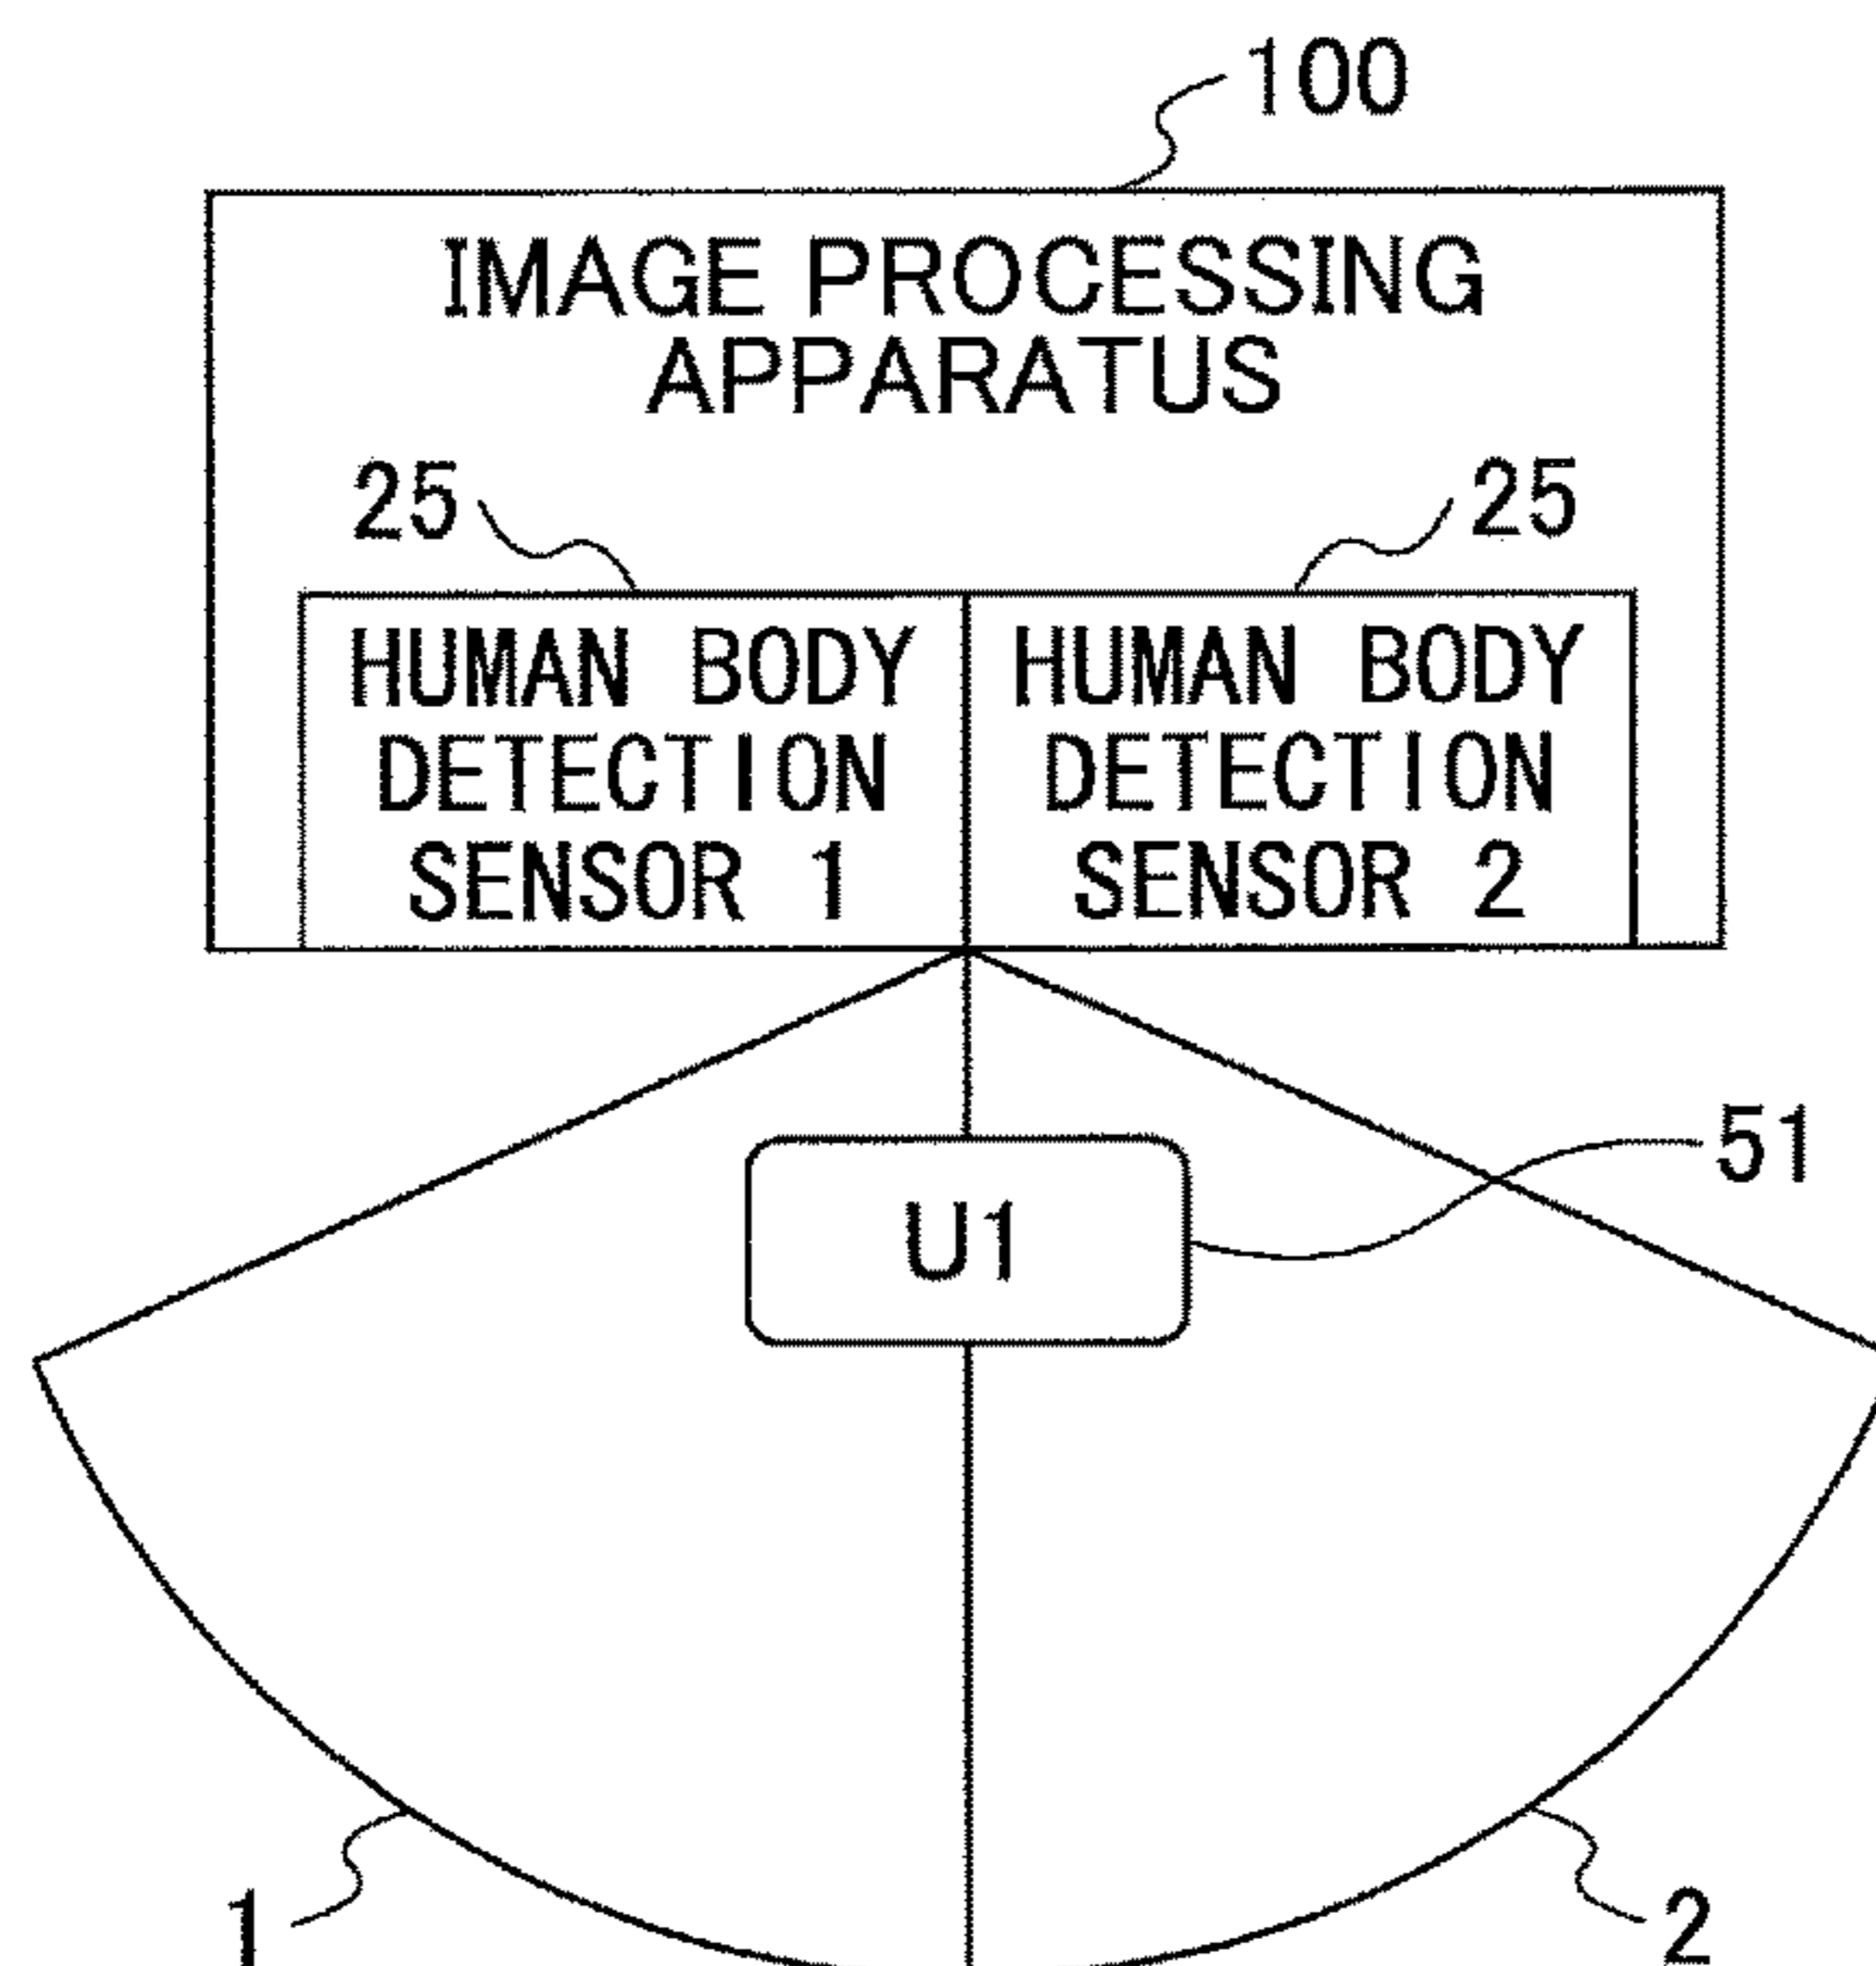 100
IMAGE PROCESSING
APPARATUS
25
25
HUMAN BODY
DETECTION
SENSOR 1
HUMAN BODY
DETECTION
SENSOR 2
51
U1
1
2